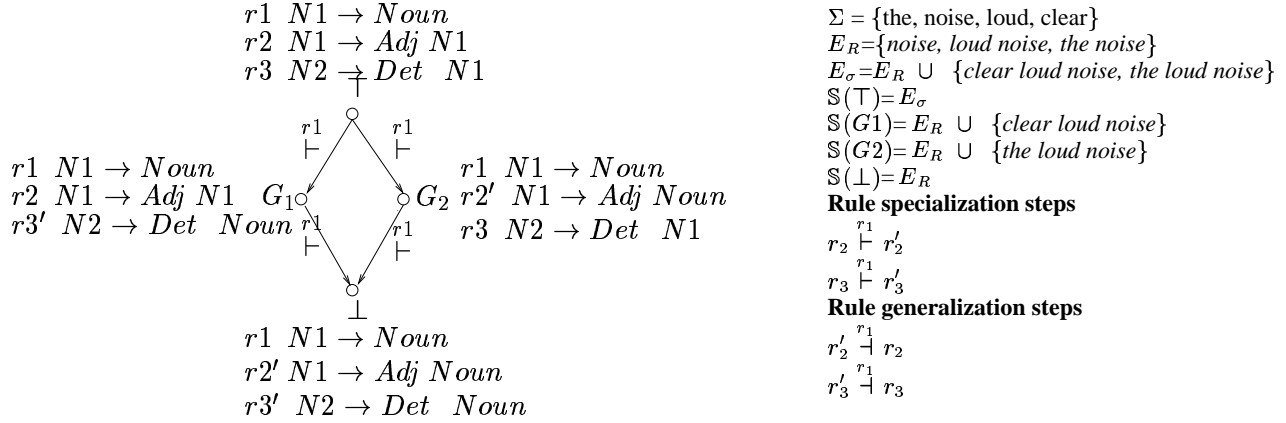 r1 N1 → Noun
r2 N1 → Adj N1
r3 N2 → Det N1
⊤
r1 ⊢
r1 ⊢
r1 N1 → Noun
r2 N1 → Adj N1
r3′ N2 → Det Noun
G₁
G₂
r1 N1 → Noun
r2′ N1 → Adj Noun
r3 N2 → Det N1
r1 ⊢
r1 ⊢
⊥
r1 N1 → Noun
r2′ N1 → Adj Noun
r3′ N2 → Det Noun
Σ = {the, noise, loud, clear}
E_R={noise, loud noise, the noise}
E_σ=E_R ∪ {clear loud noise, the loud noise}
𝕊(⊤)= E_σ
𝕊(G1)= E_R ∪ {clear loud noise}
𝕊(G2)= E_R ∪ {the loud noise}
𝕊(⊥)= E_R
Rule specialization steps
r₂ ⊢^{r₁} r₂′
r₃ ⊢^{r₁} r₃′
Rule generalization steps
r₂′ ⊣^{r₁} r₂
r₃′ ⊣^{r₁} r₃